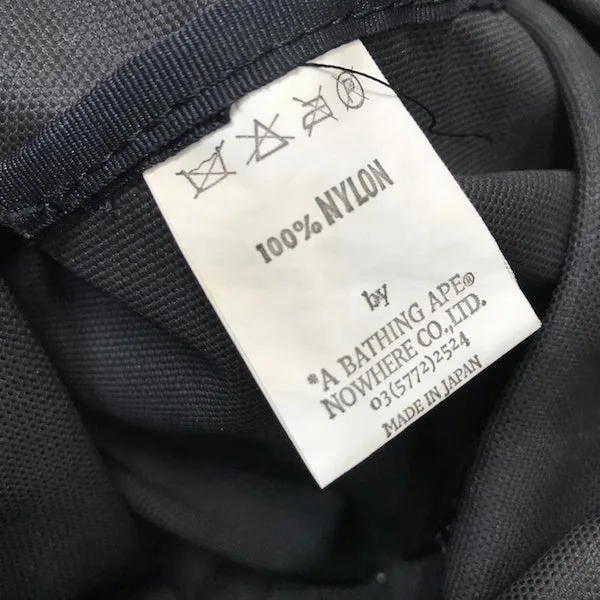 P
100% NYLON
by
*A BATHING APE®
NOWHERE CO.,LTD.
03(5772)2524
MADE IN JAPAN